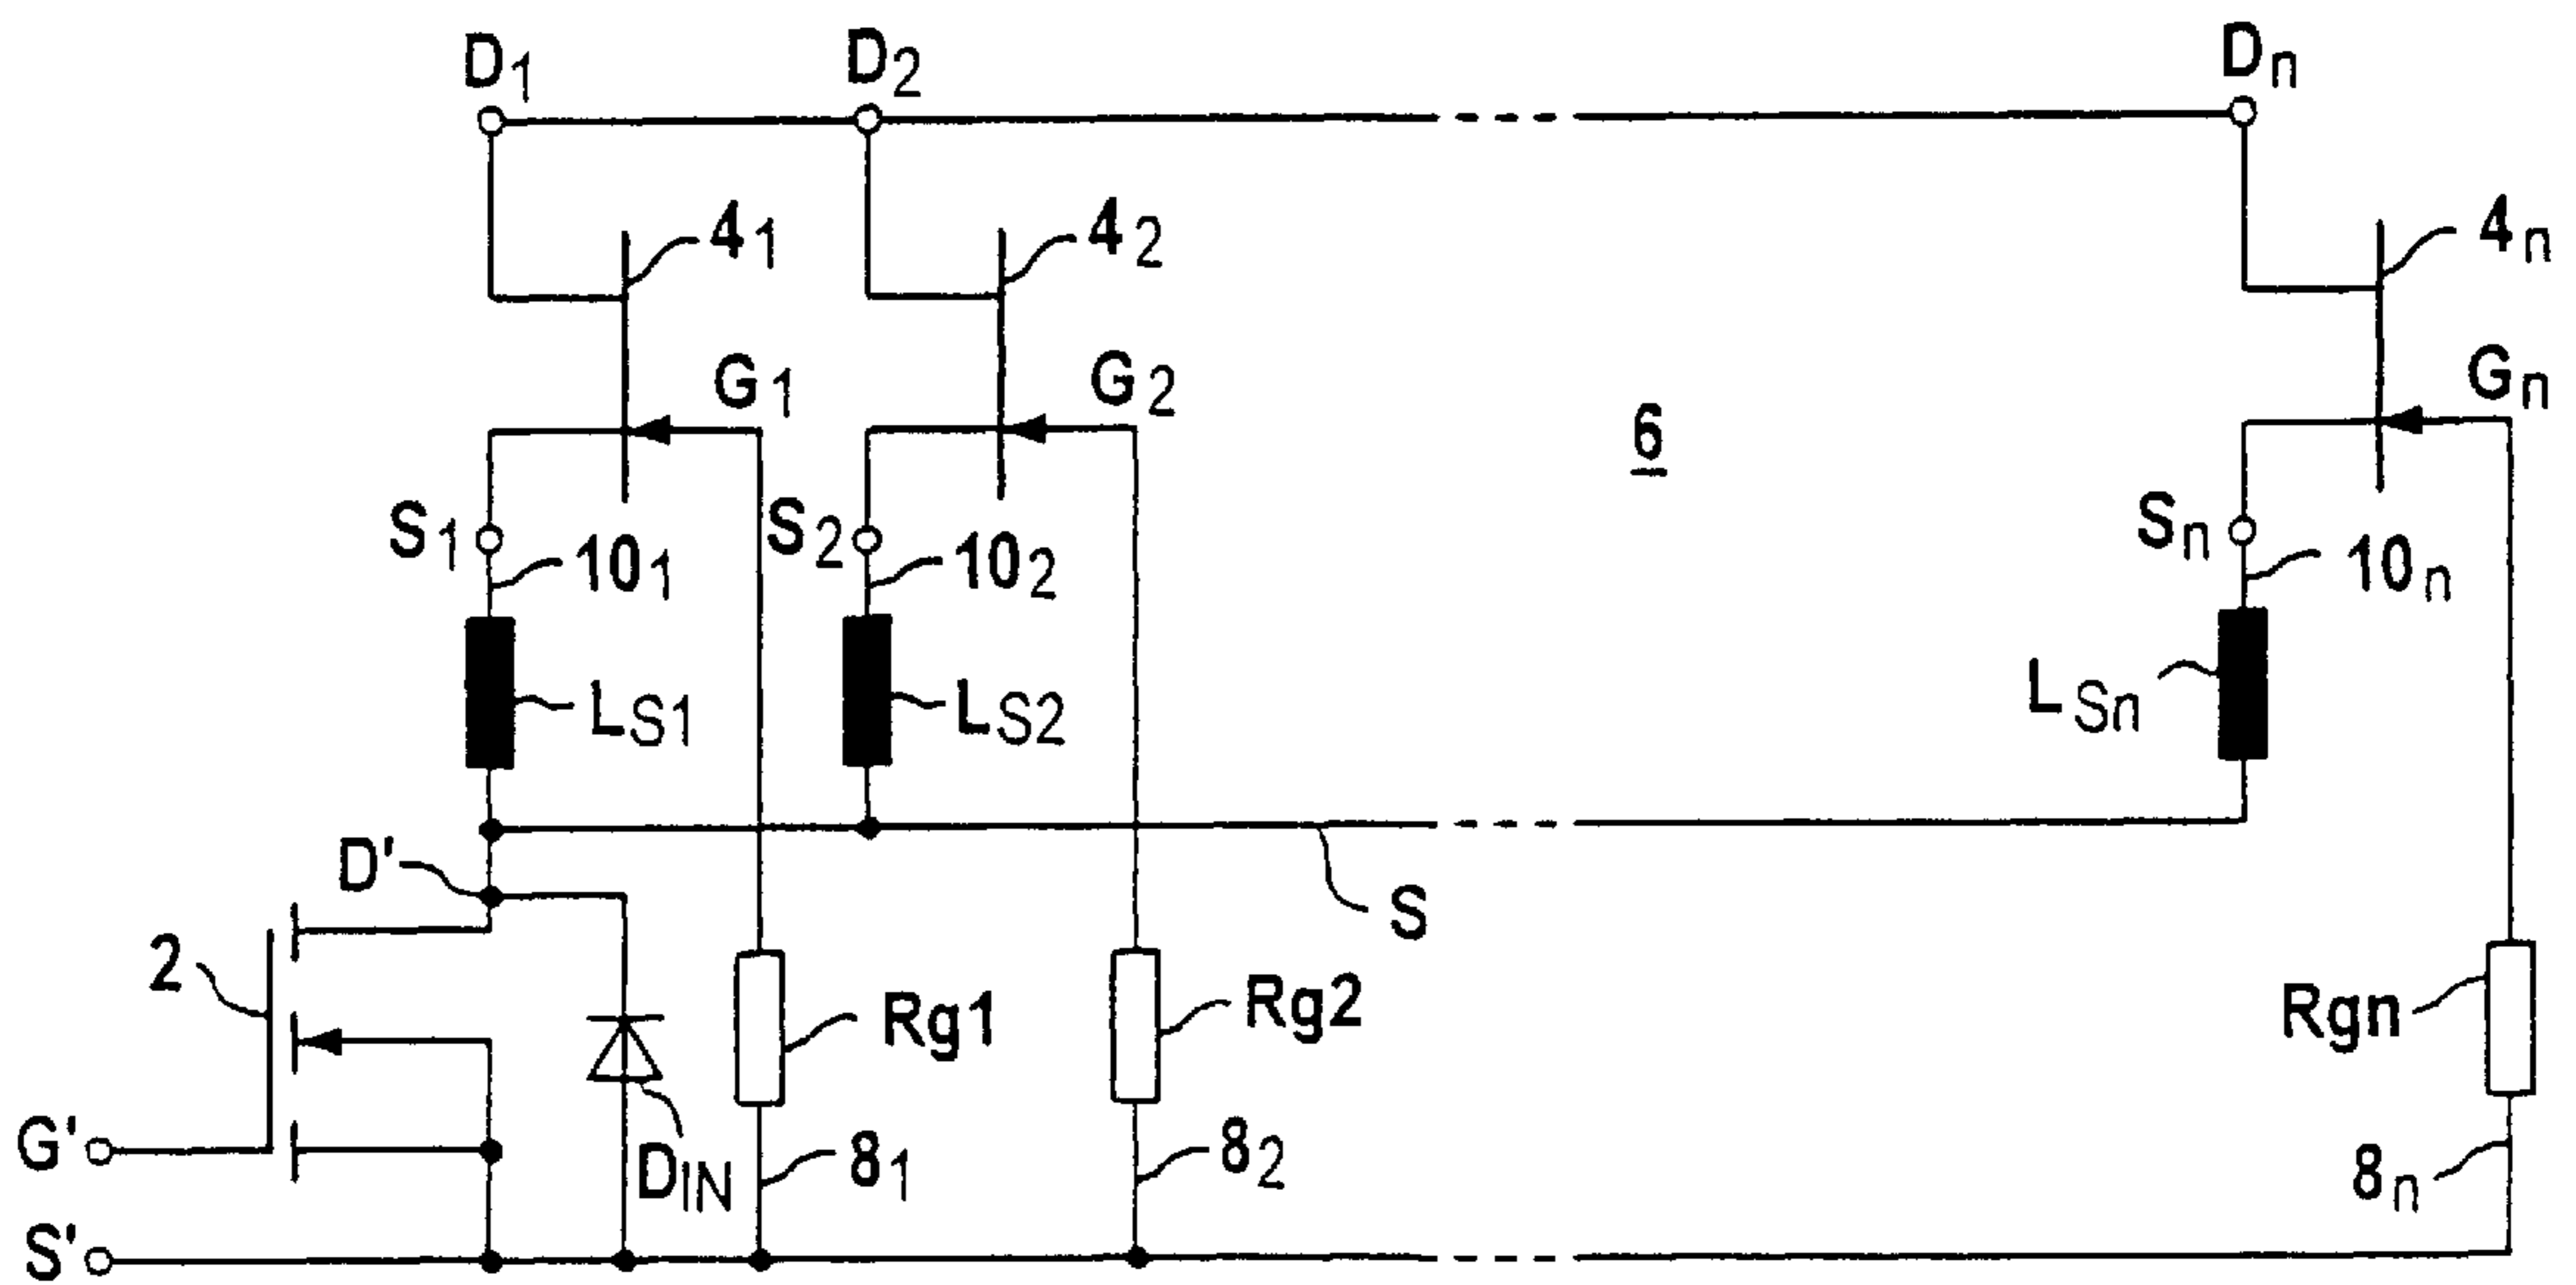 D1 D2 Dn
41 42 4n
G1 G2 Gn
6
S1 101 S2 102 Sn 10n
LS1 LS2 LSn
D' S
2 Rg1 Rg2 Rgn
G' DIN 81 82 8n
S'